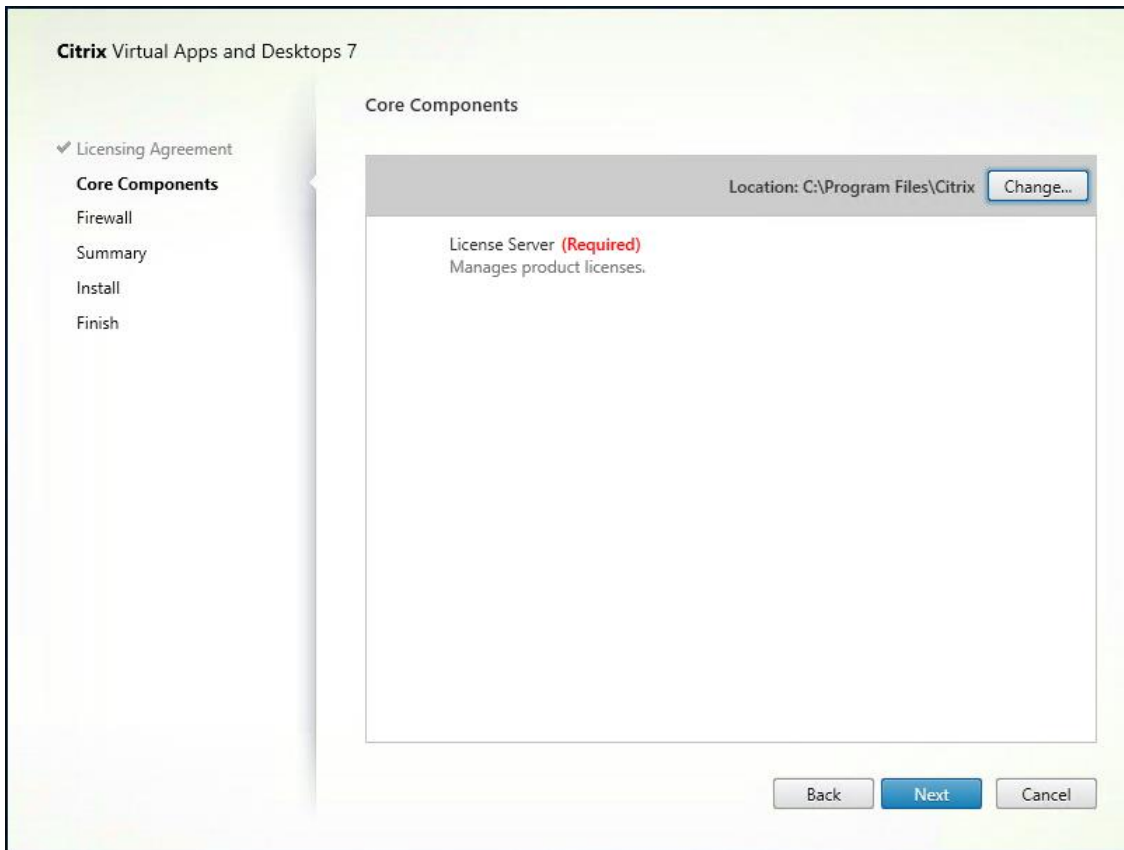 Citrix Virtual Apps and Desktops 7
Licensing Agreement
Core Components
Firewall
Summary
Install
Finish
Core Components
Location: C:\Program Files\Citrix
Change...
License Server (Required)
Manages product licenses.
Back
Next
Cancel